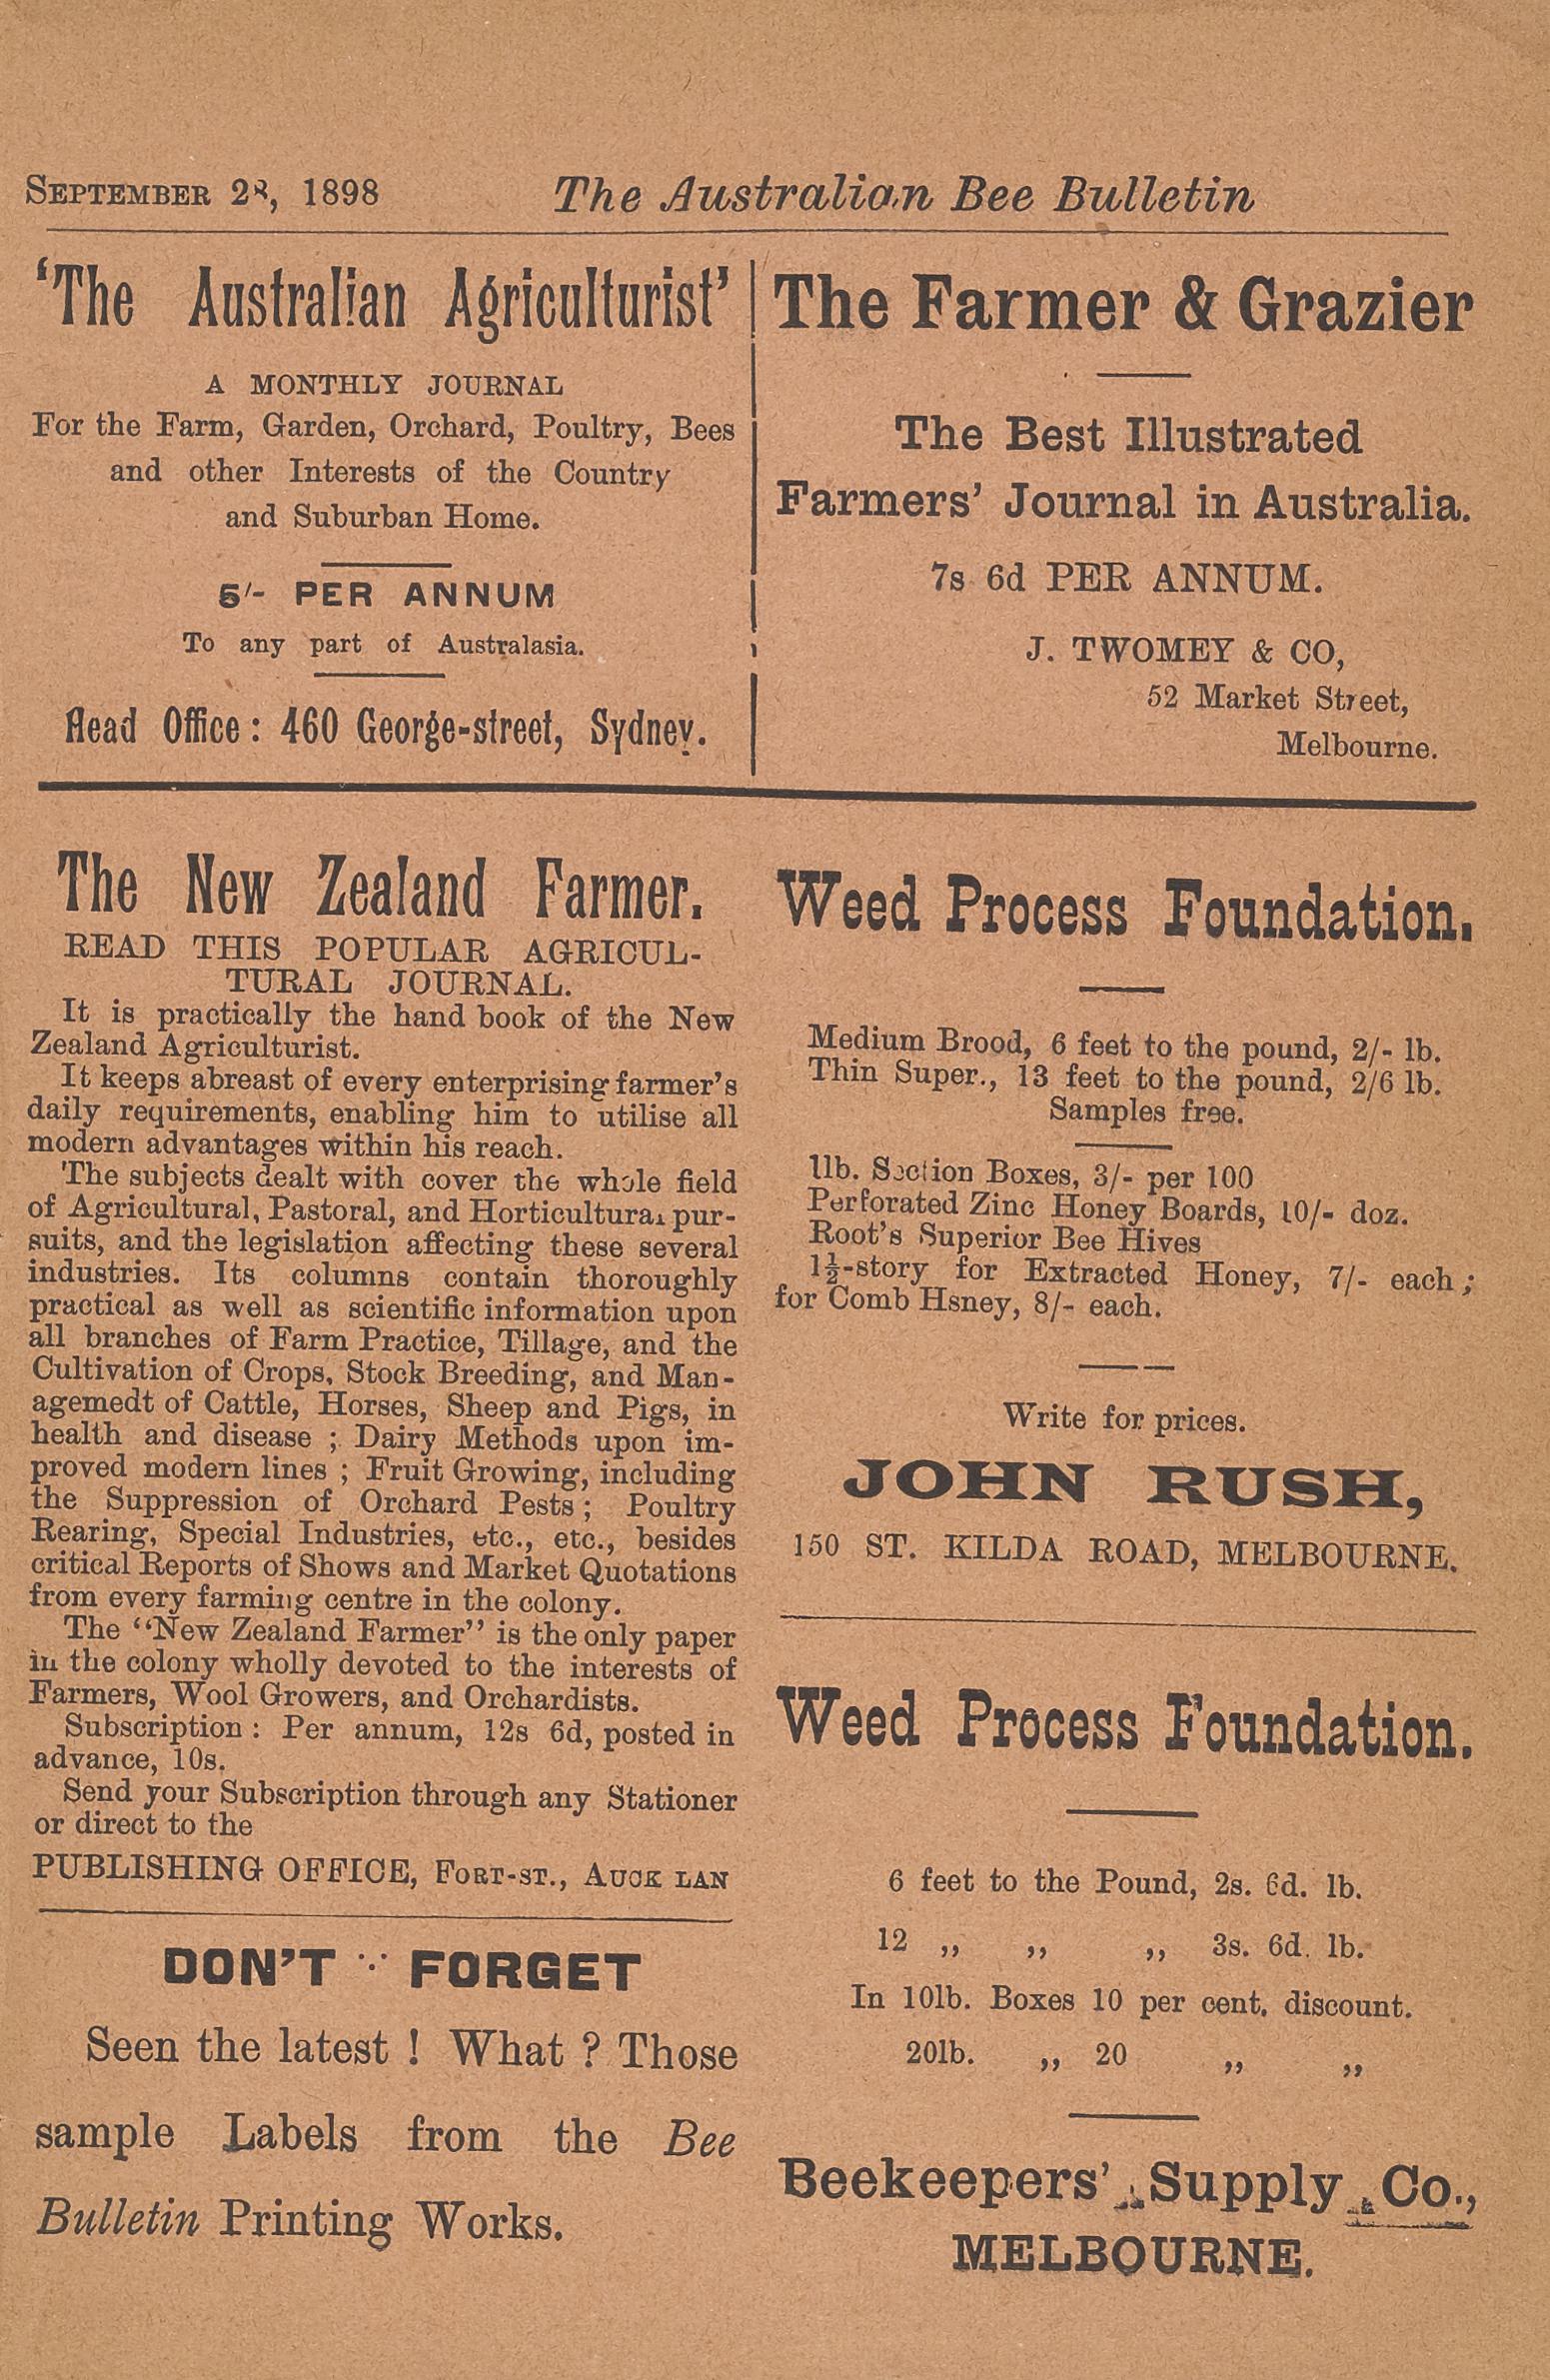 SEPTEMBER 28, 1898 The Australian Bee Bulletin
'The Australian Agriculturist'
A MONTHLY JOURNAL
For the Farm, Garden, Orchard, Poultry, Bees
and other Interests of the Country
and Suburban Home.
5/- PER ANNUM
To any part of Australasia.
Head Office: 460 George-street, Sydney.
The Farmer & Grazier
The Best Illustrated
Farmers' Journal in Australia.
7s 6d PER ANNUM.
J. TWOMEY & CO,
52 Market Street,
Melbourne.
The New Zealand Farmer.
READ THIS POPULAR AGRICUL-
TURAL JOURNAL.
It is practically the hand book of the New
Zealand Agriculturist.
It keeps abreast of every enterprising farmer's
daily requirements, enabling him to utilise all
modern advantages within his reach.
The subjects dealt with cover the whole field
of Agricultural, Pastoral, and Horticultural pur-
suits, and the legislation affecting these several
industries. Its columns contain thoroughly
practical as well as scientific information upon
all branches of Farm Practice, Tillage, and the
Cultivation of Crops, Stock Breeding, and Man-
agemedt of Cattle, Horses, Sheep and Pigs, in
health and disease ; Dairy Methods upon im-
proved modern lines ; Fruit Growing, including
the Suppression of Orchard Pests ; Poultry
Rearing, Special Industries, etc., etc., besides
critical Reports of Shows and Market Quotations
from every farming centre in the colony.
The "New Zealand Farmer" is the only paper
in the colony wholly devoted to the interests of
Farmers, Wool Growers, and Orchardists.
Subscription : Per annum, 12s 6d, posted in
advance, 10s.
Send your Subscription through any Stationer
or direct to the
PUBLISHING OFFICE, FORT-ST., AUCK LAN
DON'T FORGET
Seen the latest ! What ? Those
sample Labels from the Bee
Bulletin Printing Works.
Weed Process Foundation.
Medium Brood, 6 feet to the pound, 2/- lb.
Thin Super., 13 feet to the pound, 2/6 lb.
Samples free.
1lb. Section Boxes, 3/- per 100
Perforated Zinc Honey Boards, 10/- doz.
Root's Superior Bee Hives
1½-story for Extracted Honey, 7/- each ;
for Comb Hsney, 8/- each.
Write for prices.
JOHN RUSH,
150 ST. KILDA ROAD, MELBOURNE.
Weed Process Foundation.
6 feet to the Pound, 2s. 6d. lb.
12 ,, ,, ,, 3s. 6d. lb.
In 10lb. Boxes 10 per cent. discount.
20lb. ,, 20 ,, ,,
Beekeepers' Supply Co.,
MELBOURNE.